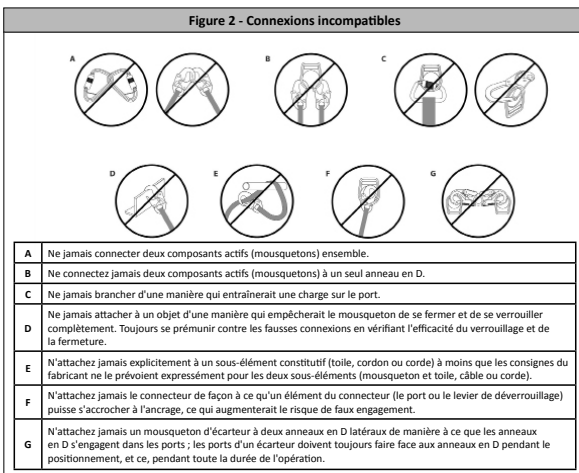 Figure 2 - Connexions incompatibles
A
B
C
D
E
F
G
A Ne jamais connecter deux composants actifs (mousquetons) ensemble.
B Ne connectez jamais deux composants actifs (mousquetons) à un seul anneau en D.
C Ne jamais brancher d'une manière qui entraînerait une charge sur le port.
D Ne jamais attacher à un objet d'une manière qui empêcherait le mousqueton de se fermer et de se verrouiller
complètement. Toujours se prémunir contre les fausses connexions en vérifiant l'efficacité du verrouillage et de
la fermeture.
E N'attachez jamais explicitement à un sous-élément constitutif (toile, cordon ou corde) à moins que les consignes du
fabricant ne le prévoient expressément pour les deux sous-éléments (mousqueton et toile, câble ou corde).
F N'attachez jamais le connecteur de façon à ce qu'un élément du connecteur (le port ou le levier de déverrouillage)
puisse s'accrocher à l'ancrage, ce qui augmenterait le risque de faux engagement.
G N'attachez jamais un mousqueton d'écarteur à deux anneaux en D latéraux de manière à ce que les anneaux
en D s'engagent dans les ports ; les ports d'un écarteur doivent toujours faire face aux anneaux en D pendant le
positionnement, et ce, pendant toute la durée de l'opération.